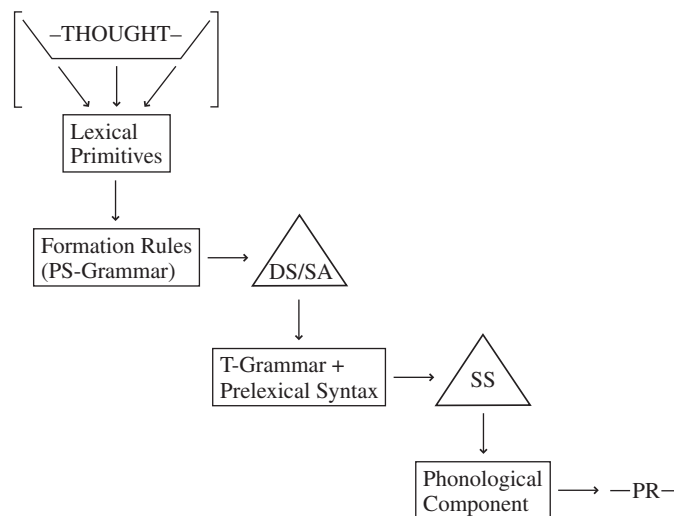 –THOUGHT–
Lexical
Primitives
Formation Rules
(PS-Grammar)
DS/SA
T-Grammar +
Prelexical Syntax
SS
Phonological
Component
—PR—